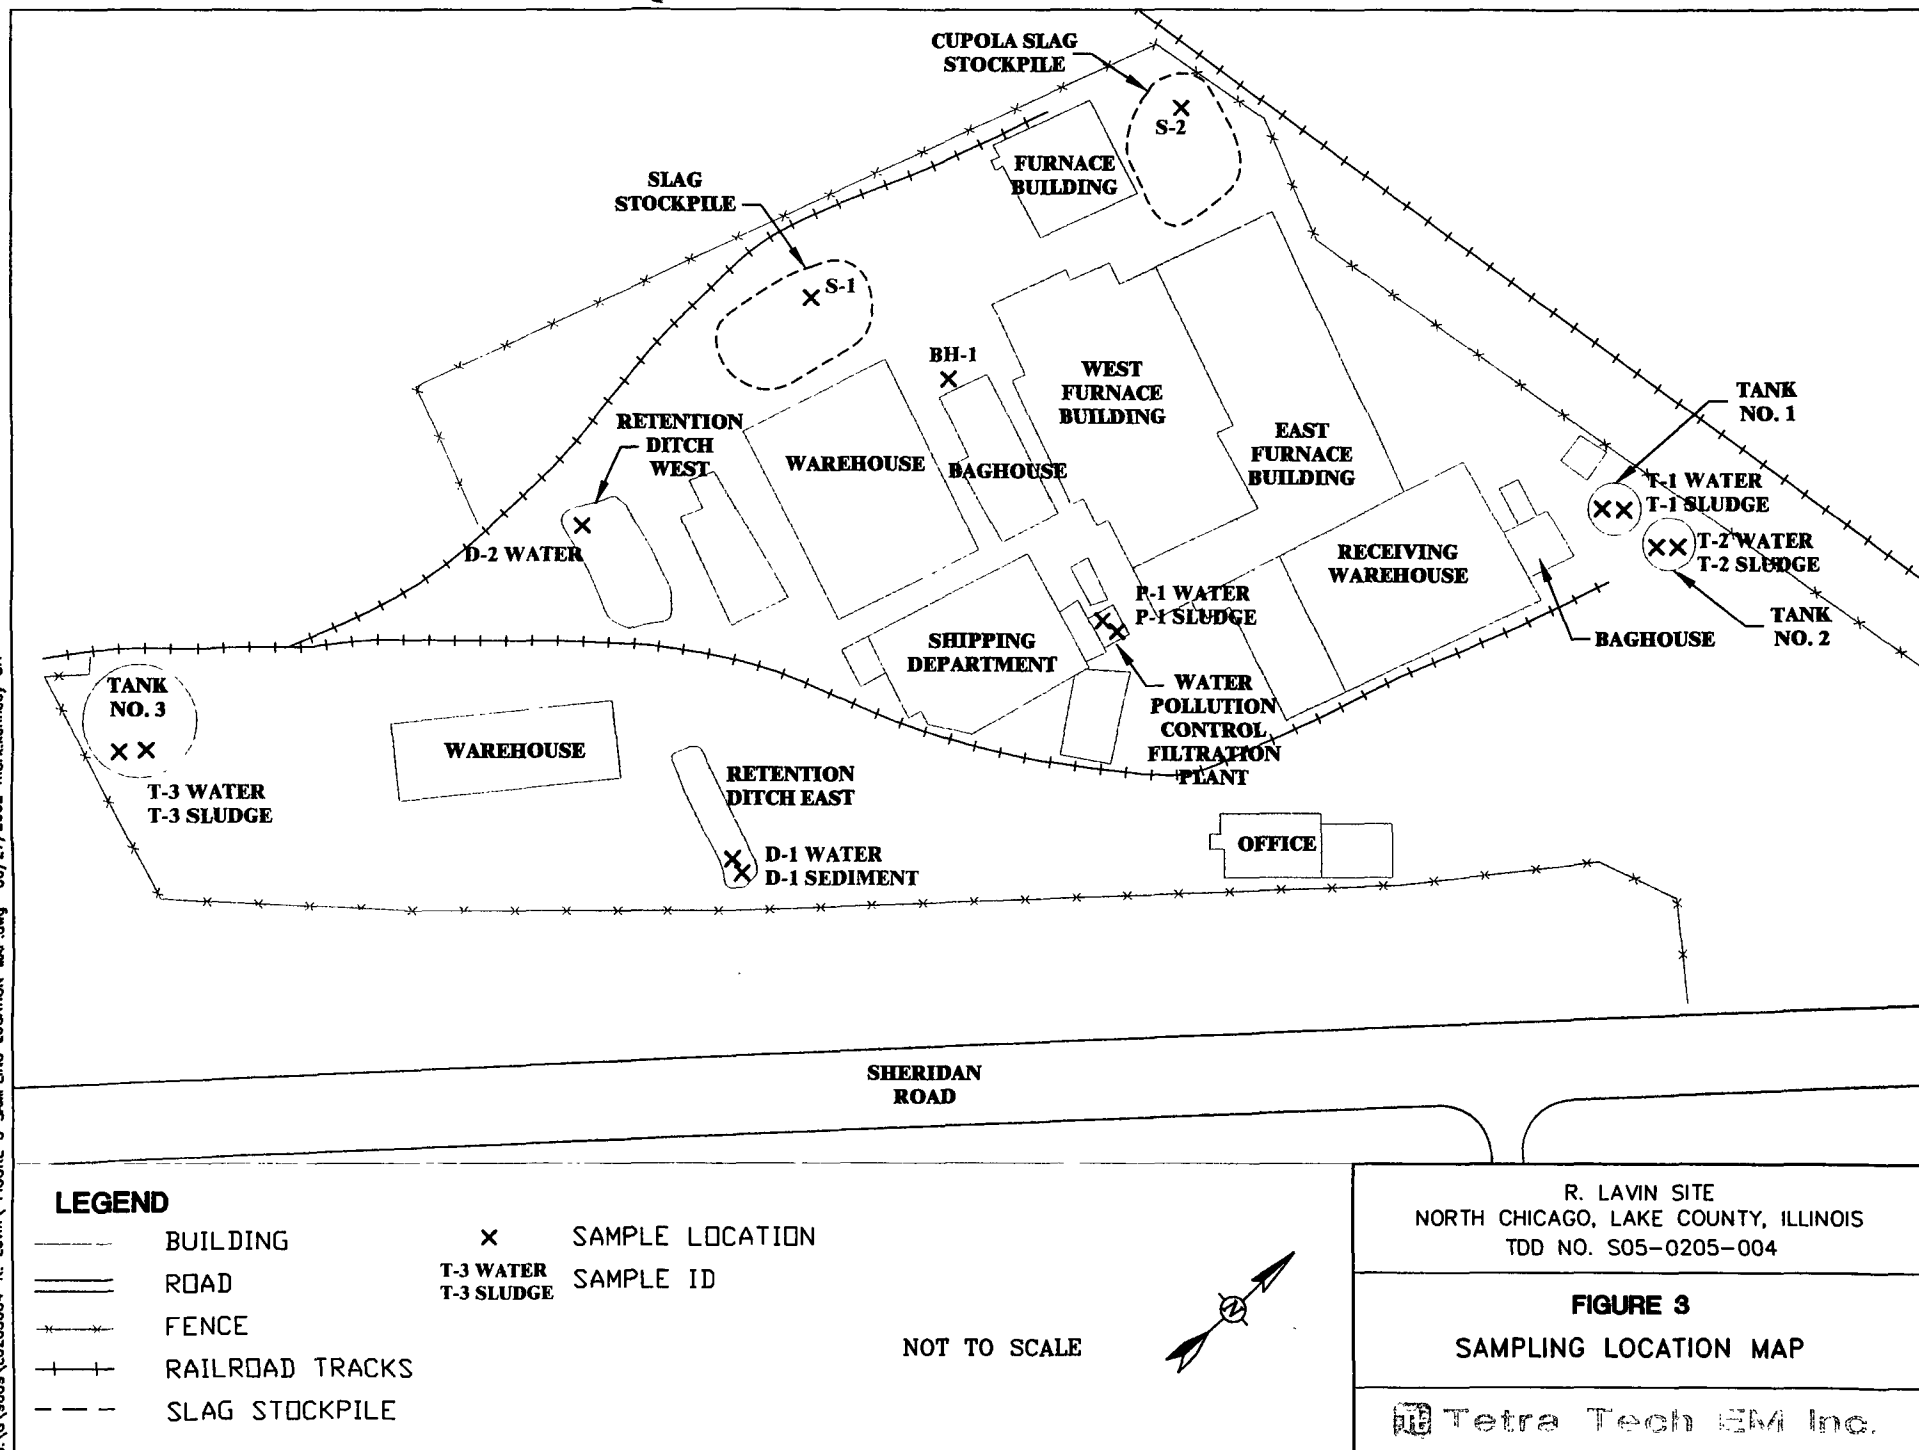 CUPOLA SLAG
STOCKPILE
S-2
FURNACE
BUILDING
SLAG
STOCKPILE
S-1
BH-1
WEST
FURNACE
BUILDING
TANK
NO. 1
RETENTION
DITCH
WEST
WAREHOUSE
BAGHOUSE
EAST
FURNACE
BUILDING
T-1 WATER
T-1 SLUDGE
D-2 WATER
RECEIVING
WAREHOUSE
T-2 WATER
T-2 SLUDGE
P-1 WATER
P-1 SLUDGE
TANK
NO. 2
BAGHOUSE
SHIPPING
DEPARTMENT
TANK
NO. 3
WATER
POLLUTION
CONTROL
FILTRATION
PLANT
WAREHOUSE
RETENTION
DITCH EAST
T-3 WATER
T-3 SLUDGE
OFFICE
D-1 WATER
D-1 SEDIMENT
SHERIDAN
ROAD
LEGEND
BUILDING
ROAD
FENCE
RAILROAD TRACKS
SLAG STOCKPILE
SAMPLE LOCATION
T-3 WATER
T-3 SLUDGE
SAMPLE ID
NOT TO SCALE
N
R. LAVIN SITE
NORTH CHICAGO, LAKE COUNTY, ILLINOIS
TDD NO. S05-0205-004
FIGURE 3
SAMPLING LOCATION MAP
Tetra Tech EM Inc.